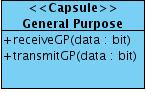 <<Capsule>>
General Purpose
+receiveGP(data : bit)
+transmitGP(data : bit)